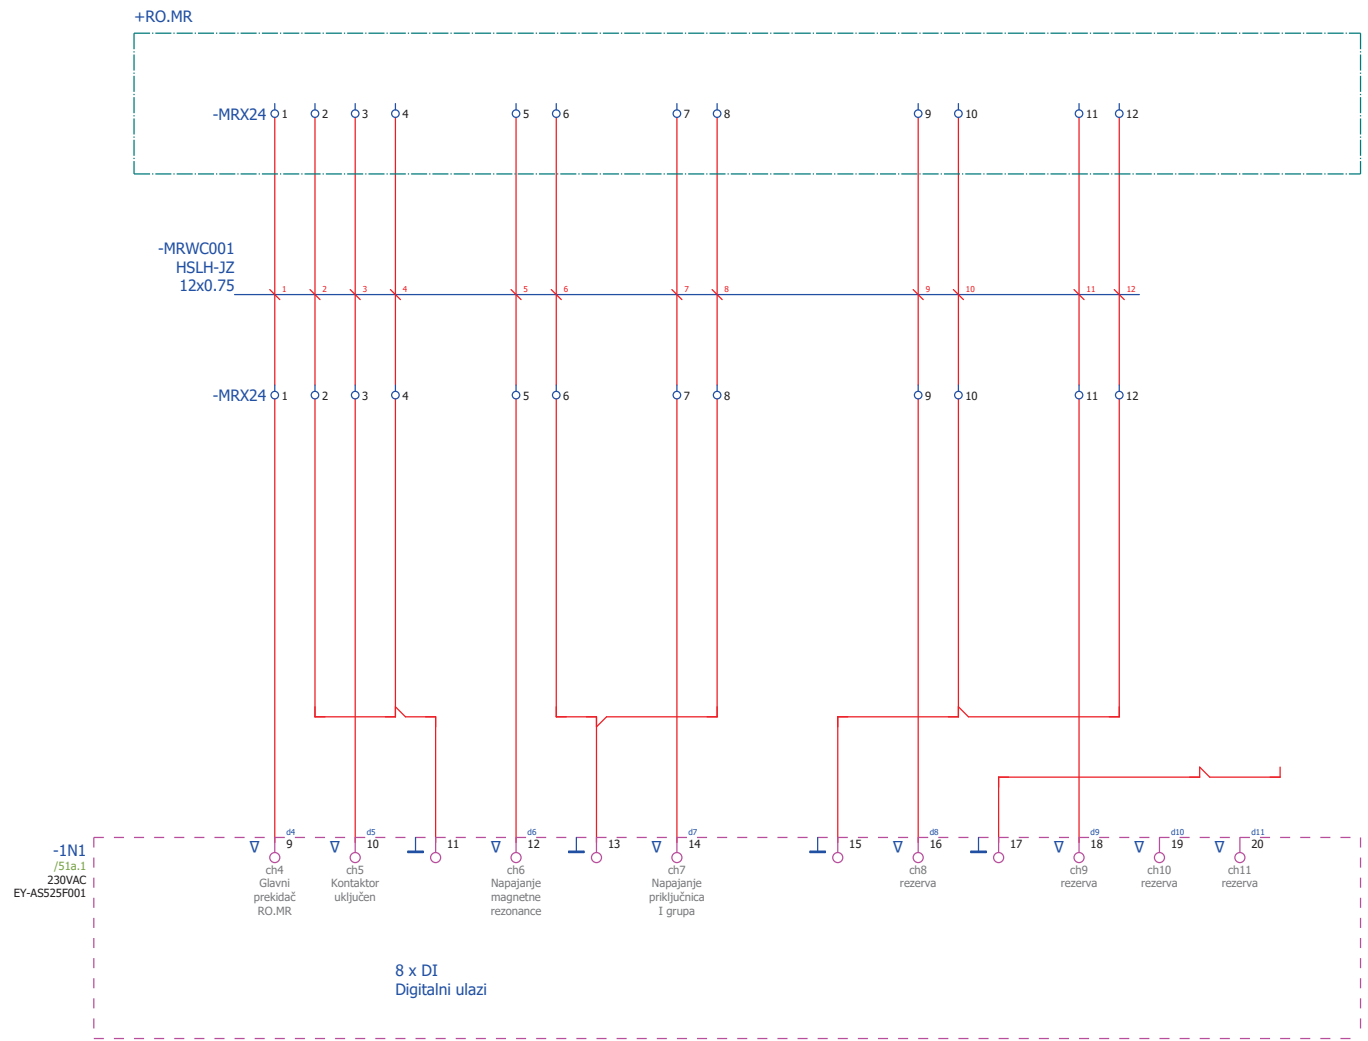 +RO.MR
-MRX24 1 2 3 4 5 6 7 8 9 10 11 12
-MRWC001
HSLH-JZ
12x0.75
1 2 3 4 5 6 7 8 9 10 11 12
-MRX24 1 2 3 4 5 6 7 8 9 10 11 12
-1N1
/51a.1
230VAC
EY-AS525F001
d4 d5 d6 d7 d8 d9 d10 d11
9 10 11 12 13 14 15 16 17 18 19 20
ch4
Glavni
prekidač
RO.MR
ch5
Kontaktor
uključen
ch6
Napajanje
magnetne
rezonance
ch7
Napajanje
priključnica
I grupa
ch8
rezerva
ch9
rezerva
ch10
rezerva
ch11
rezerva
8 x DI
Digitalni ulazi